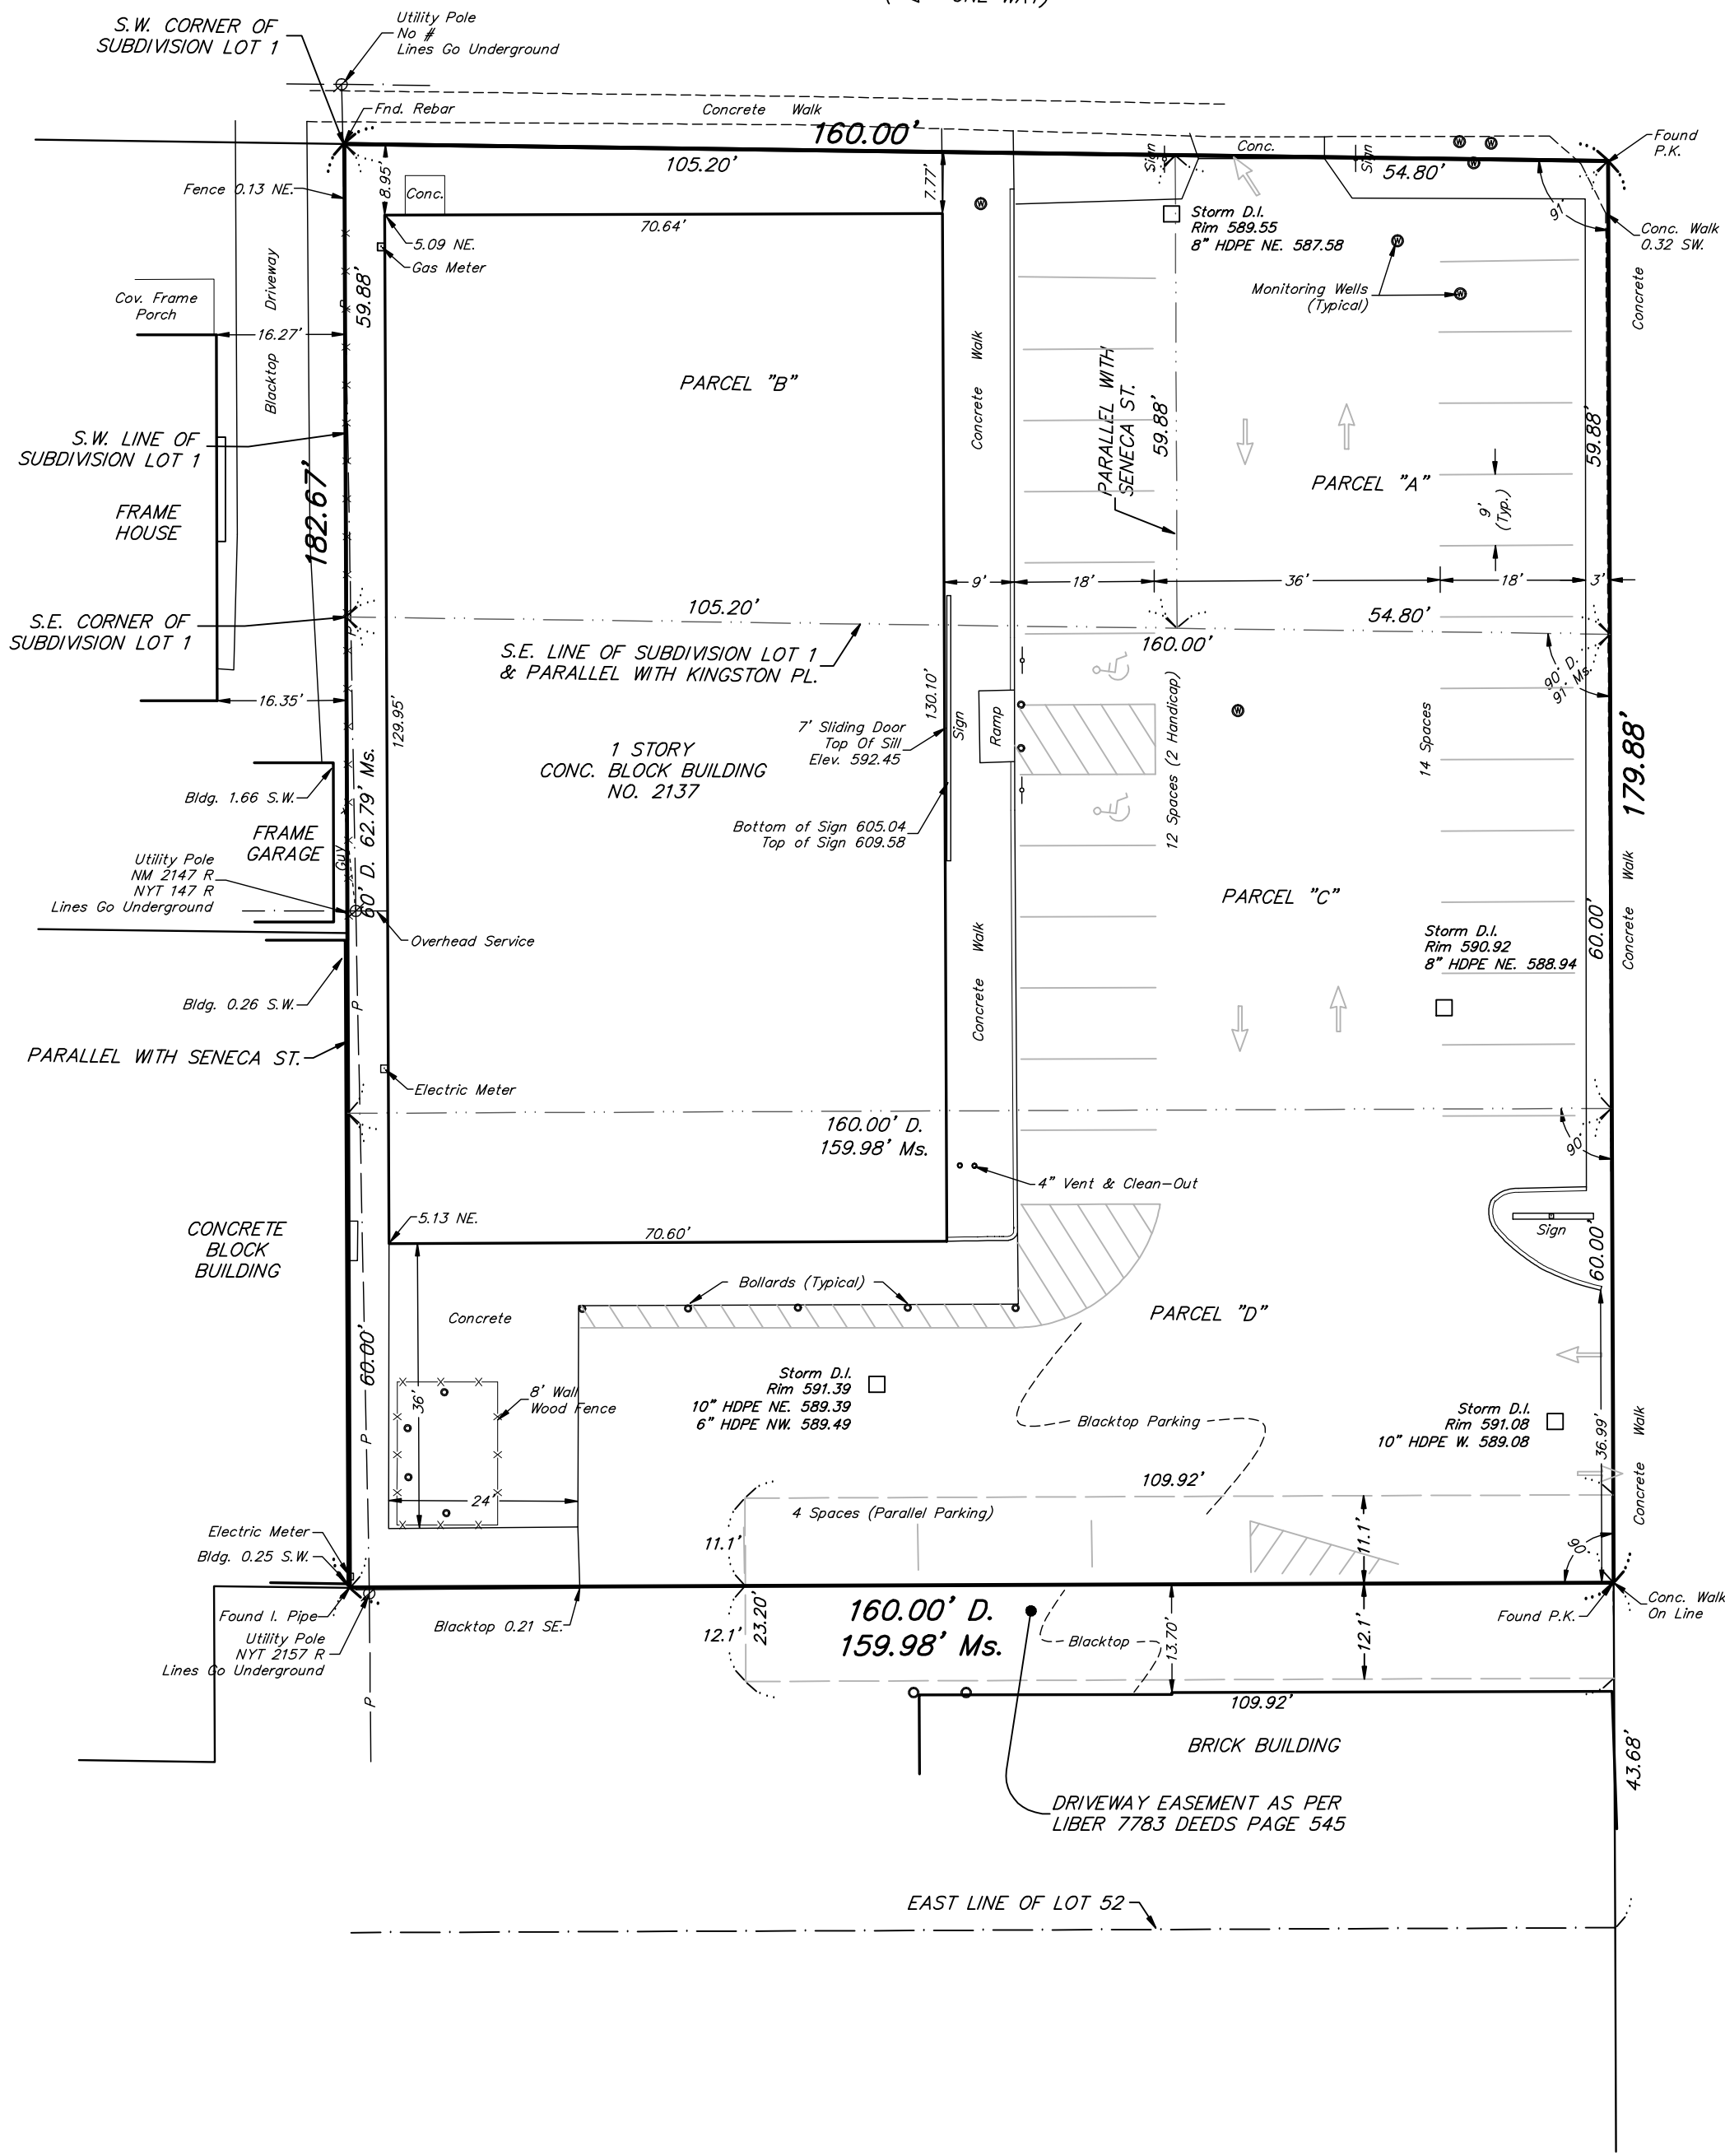 ONE WAY)
S.W. CORNER OF
SUBDIVISION LOT 1
Utility Pole
No #
Lines Go Underground
Fnd. Rebar
Concrete Walk
160.00'
105.20'
Conc.
Sign
Sign
54.80'
Found
P.K.
91'
Conc. Walk
0.32 SW.
Fence 0.13 NE.
8.95'
Conc.
7.77'
70.64'
5.09 NE.
Gas Meter
Storm D.I.
Rim 589.55
8" HDPE NE. 587.58
Monitoring Wells
(Typical)
Concrete
Cov. Frame
Porch
Driveway
Blacktop
16.27'
59.88'
PARCEL "B"
Concrete Walk
PARALLEL WITH
SENECA ST.
59.88'
59.88'
S.W. LINE OF
SUBDIVISION LOT 1
182.67'
FRAME
HOUSE
PARCEL "A"
9'
(Typ.)
9'
18'
36'
18'
3'
S.E. CORNER OF
SUBDIVISION LOT 1
105.20'
54.80'
160.00'
S.E. LINE OF SUBDIVISION LOT 1
& PARALLEL WITH KINGSTON PL.
90' D.
91' Ms.
16.35'
129.95'
130.10'
7' Sliding Door
Top Of Sill
Elev. 592.45
Sign
Ramp
12 Spaces (2 Handicap)
14 Spaces
179.88'
1 STORY
CONC. BLOCK BUILDING
NO. 2137
Bldg. 1.66 S.W.
60' D. 62.79' Ms.
Bottom of Sign 605.04
Top of Sign 609.58
FRAME
GARAGE
Guy
Utility Pole
NM 2147 R
NYT 147 R
Lines Go Underground
Overhead Service
PARCEL "C"
Concrete Walk
Storm D.I.
Rim 590.92
8" HDPE NE. 588.94
60.00'
Concrete Walk
Bldg. 0.26 S.W.
P
PARALLEL WITH SENECA ST.
Electric Meter
160.00' D.
159.98' Ms.
90'
4" Vent & Clean-Out
5.13 NE.
70.60'
Sign
60.00'
CONCRETE
BLOCK
BUILDING
Bollards (Typical)
Concrete
PARCEL "D"
60.00'
36'
8' Wall
Wood Fence
Storm D.I.
Rim 591.39
10" HDPE NE. 589.39
6" HDPE NW. 589.49
Blacktop Parking
Storm D.I.
Rim 591.08
10" HDPE W. 589.08
36.99'
Concrete Walk
P
109.92'
24'
4 Spaces (Parallel Parking)
11.1'
11.1'
90'
Electric Meter
Bldg. 0.25 S.W.
Found I. Pipe
Utility Pole
NYT 2157 R
Lines Go Underground
Blacktop 0.21 SE.
12.1'
23.20'
160.00' D.
159.98' Ms.
Blacktop
13.70'
12.1'
Found P.K.
Conc. Walk
On Line
P
109.92'
BRICK BUILDING
43.68'
DRIVEWAY EASEMENT AS PER
LIBER 7783 DEEDS PAGE 545
EAST LINE OF LOT 52